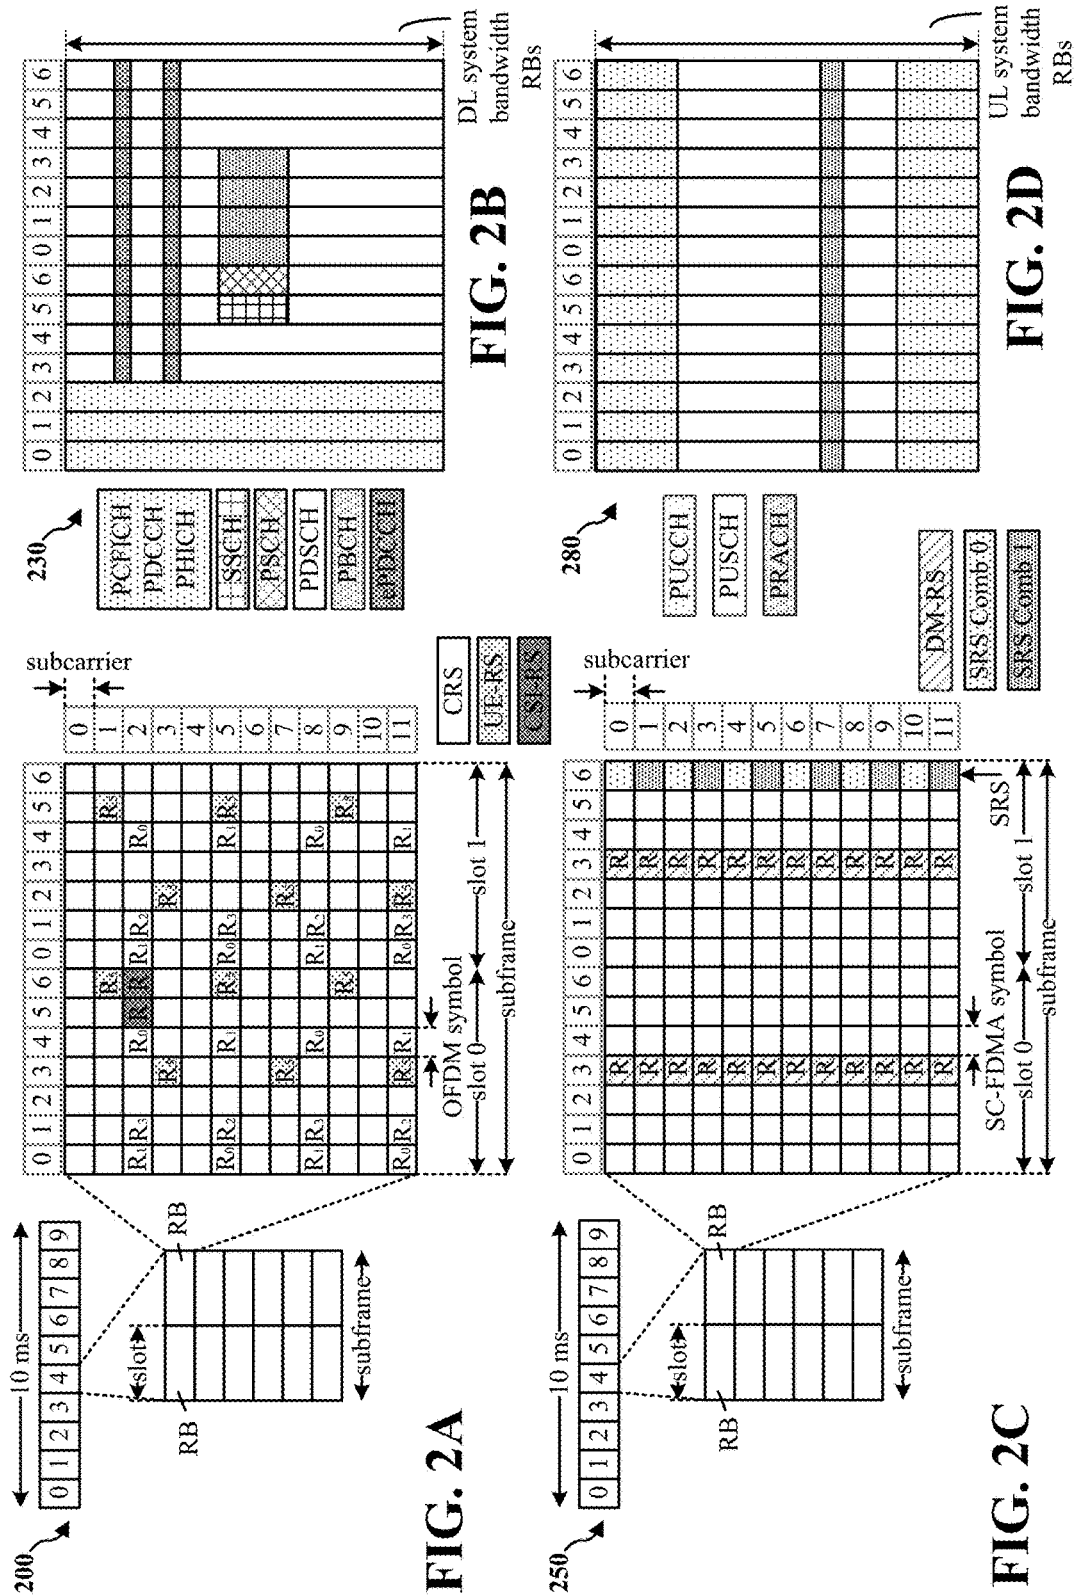 200
10 ms
0 1 2 3 4 5 6 7 8 9
slot
RB
RB
subframe
FIG. 2A
0 1 2 3 4 5 6 0 1 2 3 4 5 6
subcarrier
0
1
2
3
4
5
6
7
8
9
10
11
OFDM symbol
slot 0
slot 1
subframe
CRS
UE-RS
CSI-RS
230
PCFICH
PDCCH
PHICH
SSCH
PSCH
PDSCH
PBCH
ePDCCH
0 1 2 3 4 5 6 0 1 2 3 4 5 6
DL system
bandwidth
RBs
FIG. 2B
250
10 ms
0 1 2 3 4 5 6 7 8 9
slot
RB
RB
subframe
FIG. 2C
0 1 2 3 4 5 6 0 1 2 3 4 5 6
subcarrier
0
R R
1
R R
2
R R
3
R R
4
R R
5
R R
6
R R
7
R R
8
R R
9
R R
10
R R
11
R R
SC-FDMA symbol
SRS
slot 0
slot 1
subframe
DM-RS
SRS Comb 0
SRS Comb 1
280
PUCCH
PUSCH
PRACH
0 1 2 3 4 5 6 0 1 2 3 4 5 6
UL system
bandwidth
RBs
FIG. 2D